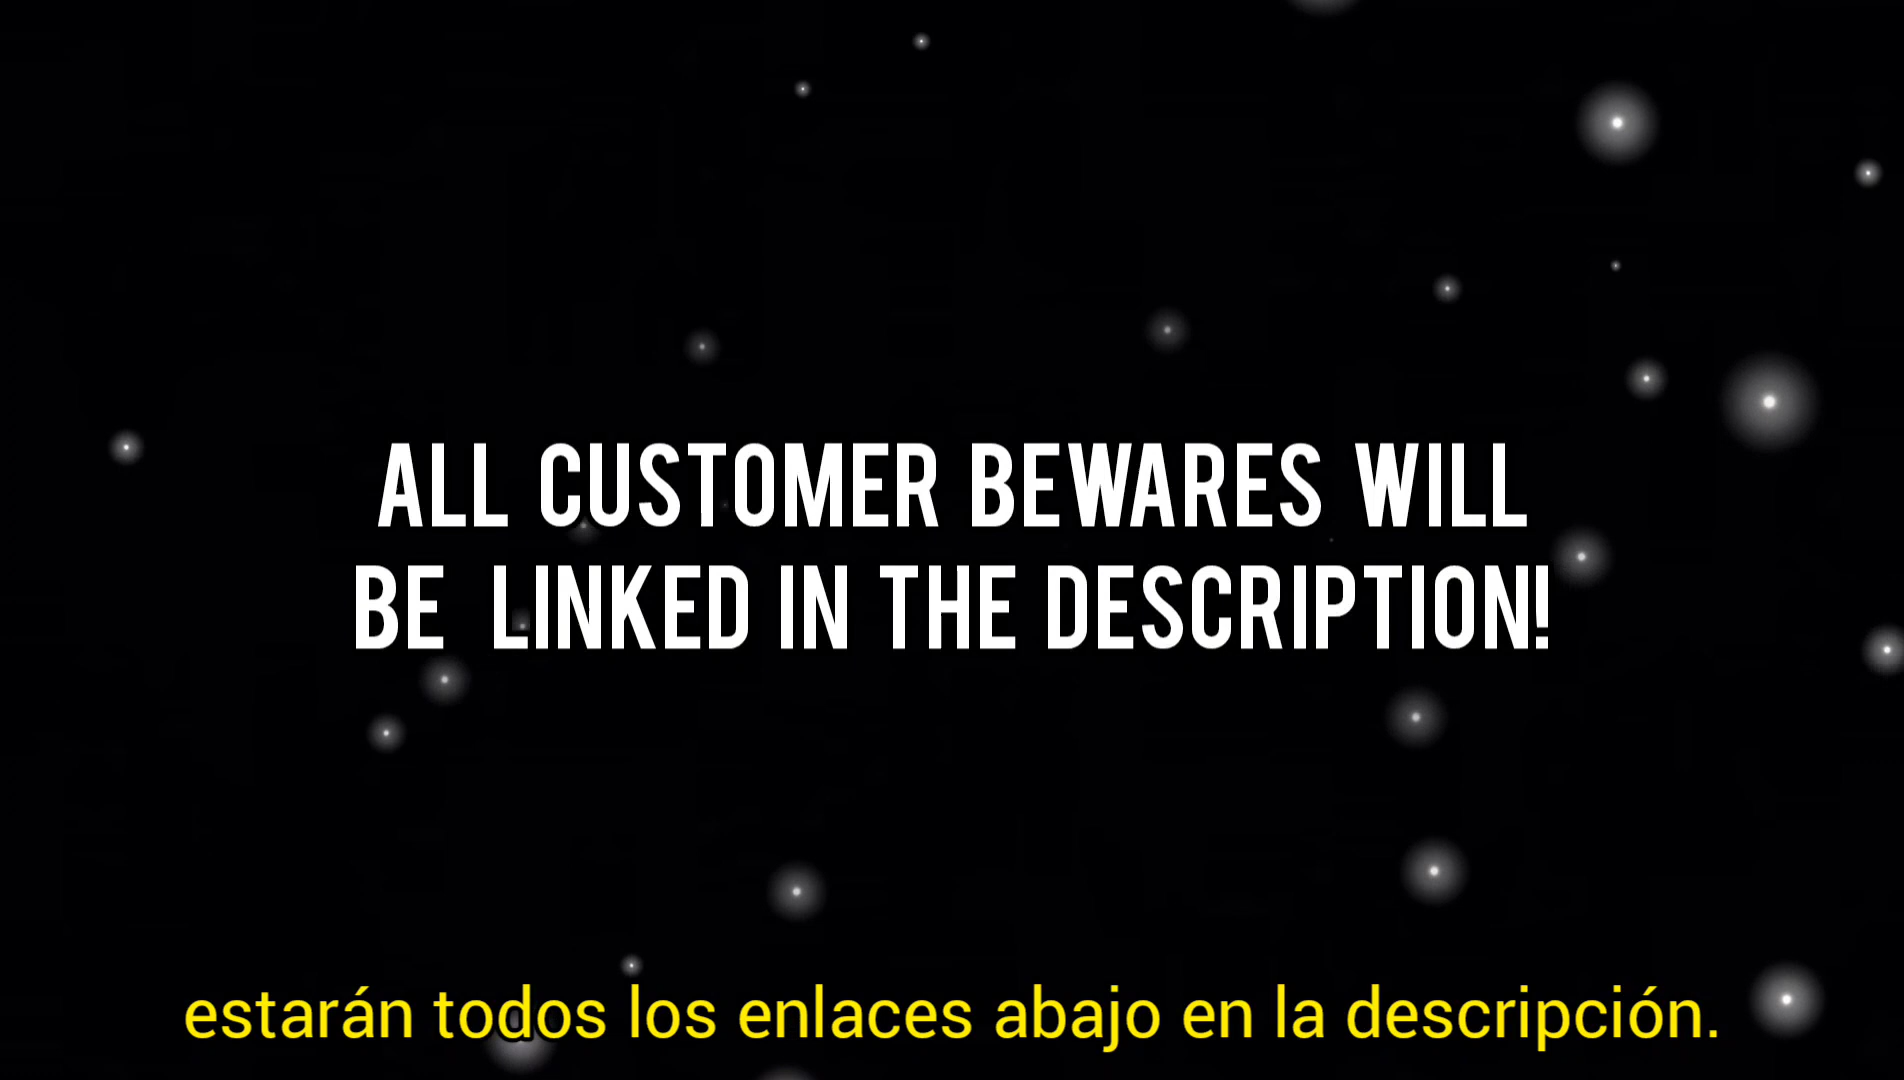 ALL CUSTOMER BEWARES WILL
BE LINKED IN THE DESCRIPTION!
estarán todos los enlaces abajo en la descripción.